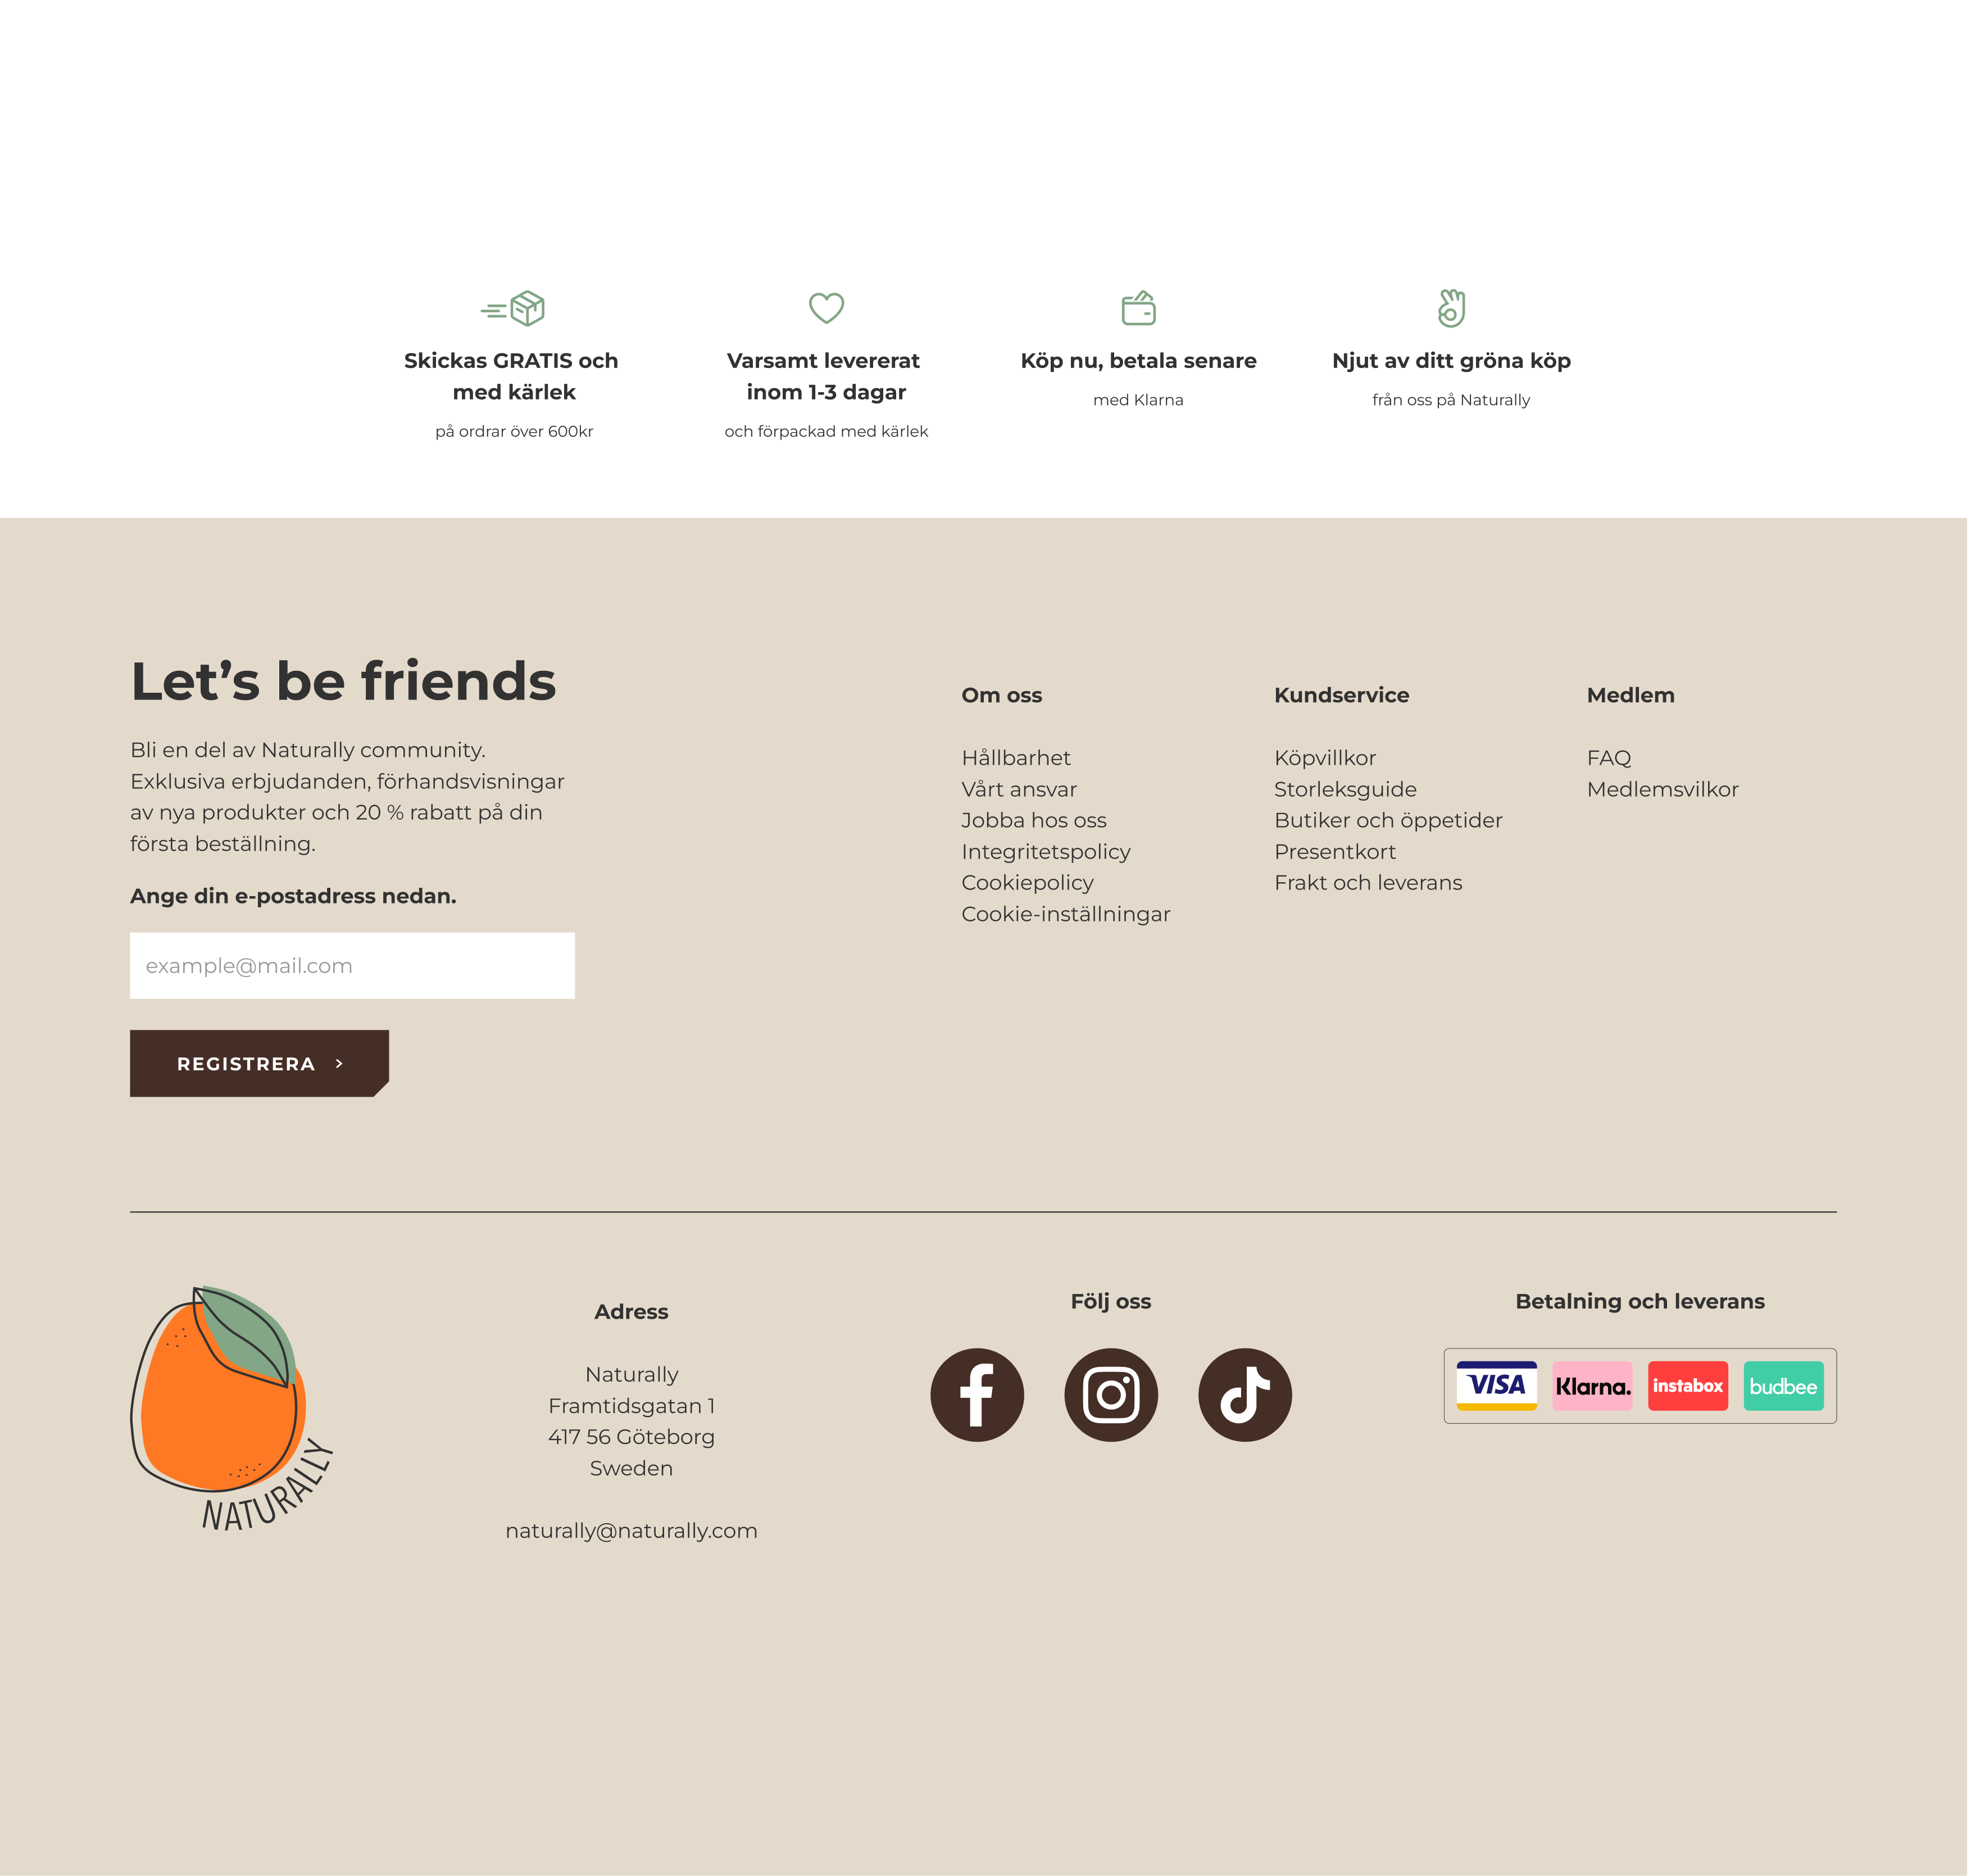 Skickas GRATIS och
med kärlek
på ordrar över 600kr
Varsamt levererat
inom 1-3 dagar
och förpackad med kärlek
Köp nu, betala senare
med Klarna
Njut av ditt gröna köp
från oss på Naturally
Let’s be friends
Bli en del av Naturally community.
Exklusiva erbjudanden, förhandsvisningar
av nya produkter och 20 % rabatt på din
första beställning.
Ange din e-postadress nedan.
example@mail.com
REGISTRERA >
Om oss
Hållbarhet
Vårt ansvar
Jobba hos oss
Integritetspolicy
Cookiepolicy
Cookie-inställningar
Kundservice
Köpvillkor
Storleksguide
Butiker och öppetider
Presentkort
Frakt och leverans
Medlem
FAQ
Medlemsvilkor
NATURALLY
Adress
Naturally
Framtidsgatan 1
417 56 Göteborg
Sweden
naturally@naturally.com
Följ oss
Betalning och leverans
VISA
Klarna.
instabox
budbee